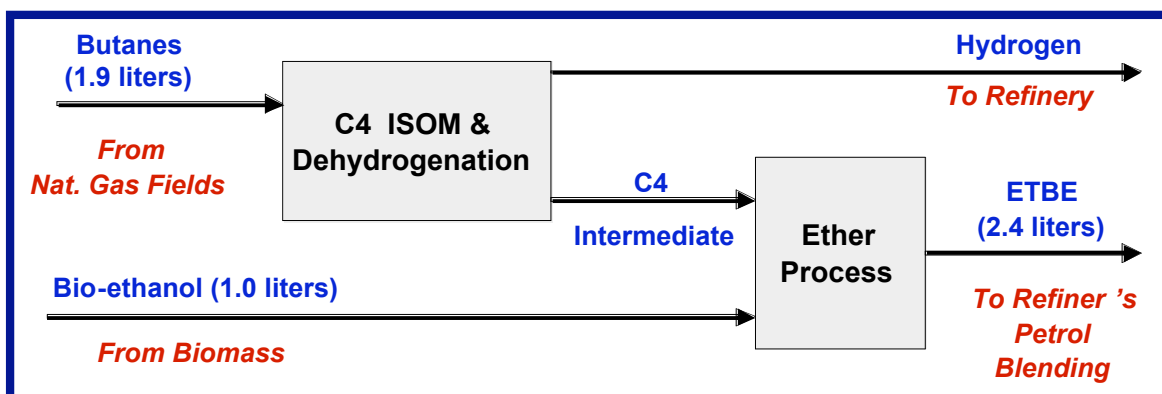 Butanes
(1.9 liters)
From
Nat. Gas Fields
C4 ISOM &
Dehydrogenation
Hydrogen
To Refinery
C4
Intermediate
Bio-ethanol (1.0 liters)
From Biomass
Ether
Process
ETBE
(2.4 liters)
To Refiner 's
Petrol
Blending